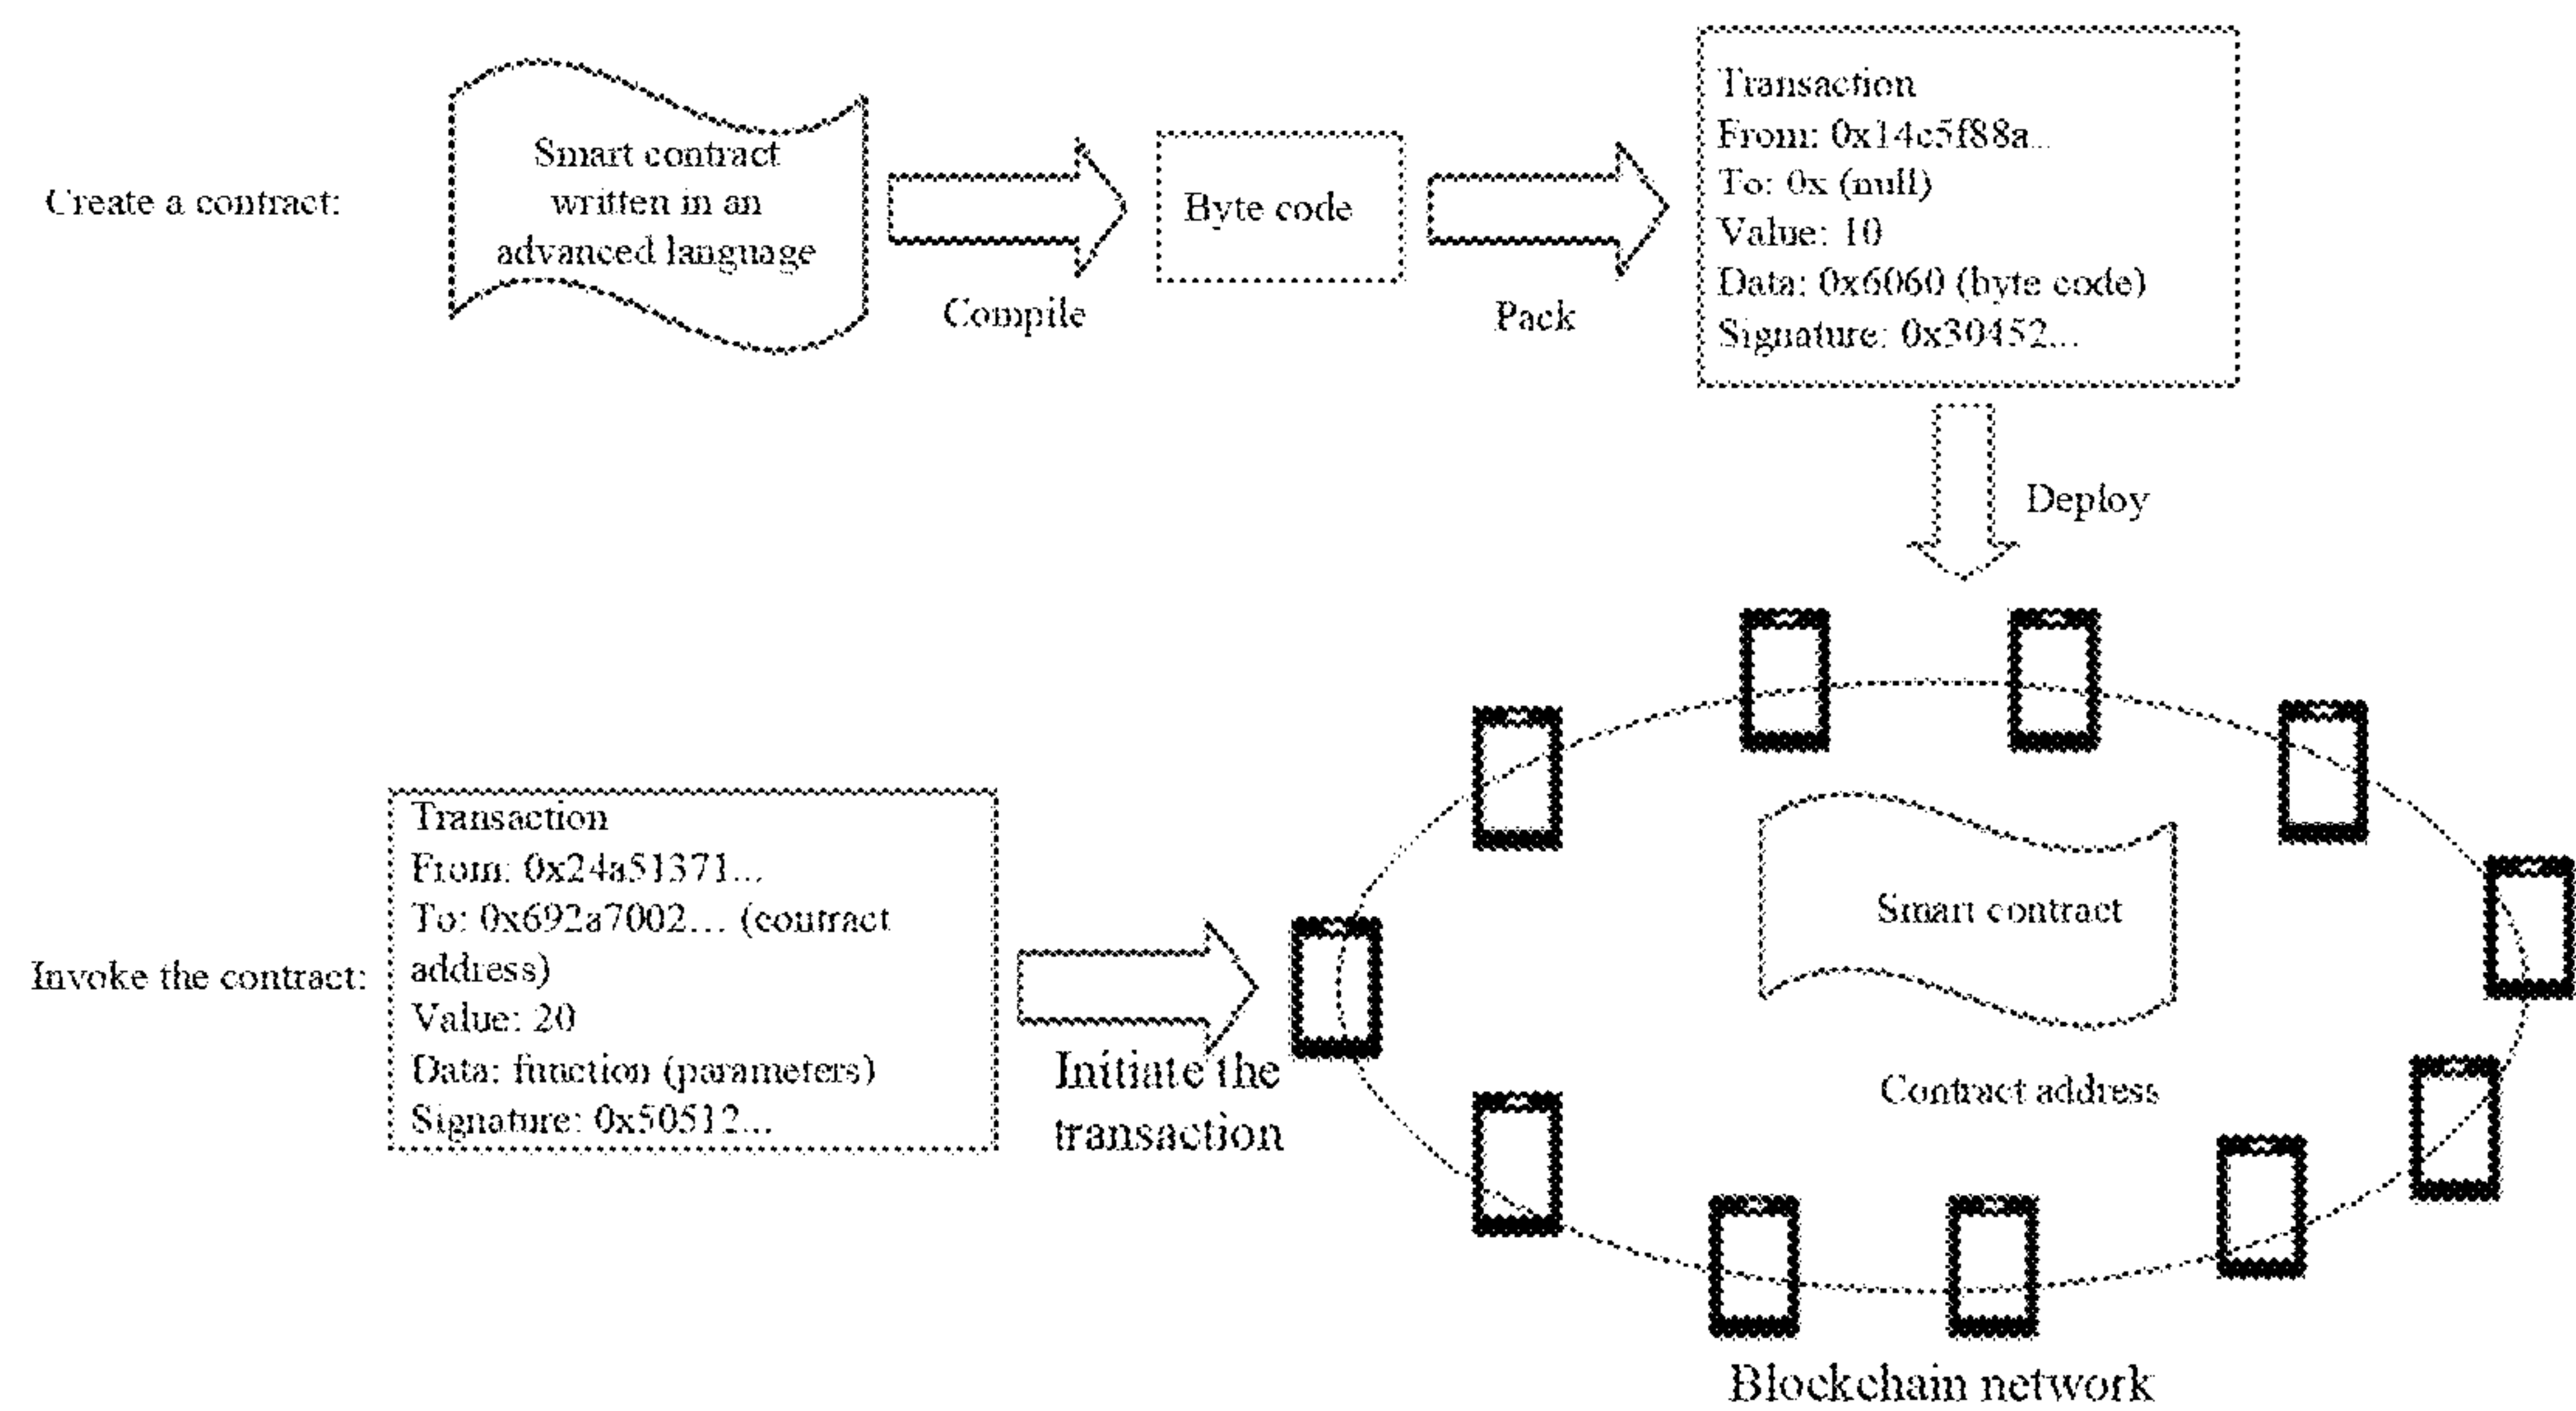 Create a contract:
Smart contract
written in an
advanced language
Compile
Byte code
Pack
Transaction
From: 0x14c5f88a...
To: 0x (null)
Value: 10
Data: 0x6060 (byte code)
Signature: 0x30452...
Deploy
Invoke the contract:
Transaction
From: 0x24a51371...
To: 0x692a7002... (contract
address)
Value: 20
Data: function (parameters)
Signature: 0x50512...
Initiate the
transaction
Smart contract
Contract address
Blockchain network